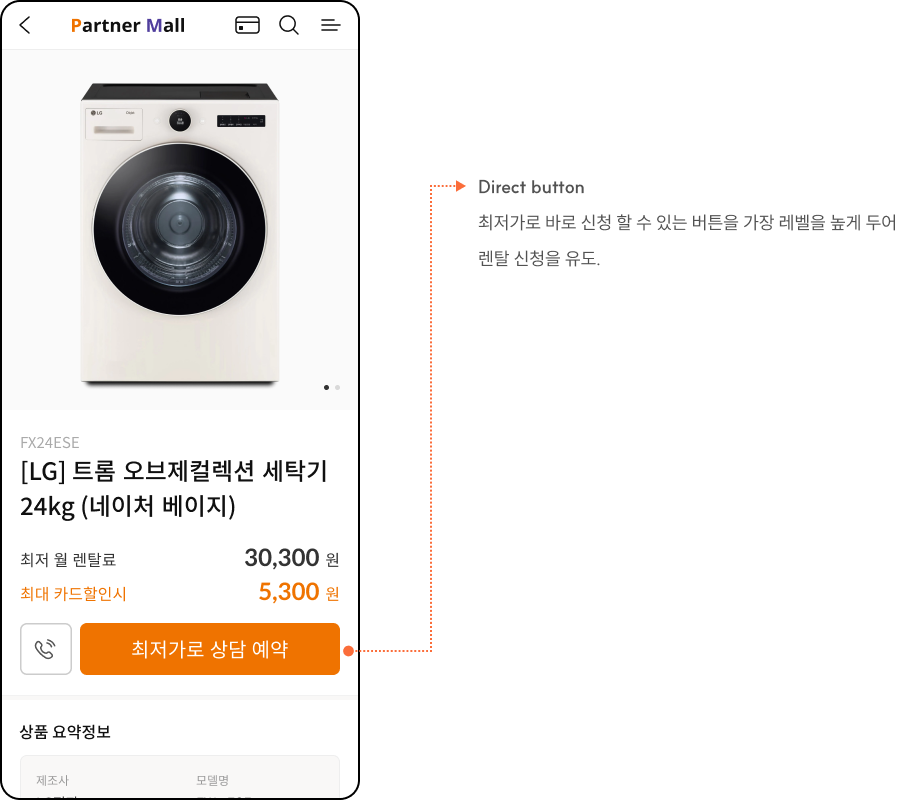 Partner Mall
LG
Direct button
최저가로 바로 신청 할 수 있는 버튼을 가장 레벨을 높게 두어
렌탈 신청을 유도.
FX24ESE
[LG] 트롬 오브제컬렉션 세탁기
24kg (네이처 베이지)
최저 월 렌탈료 30,300 원
최대 카드할인시 5,300 원
최저가로 상담 예약
상품 요약정보
제조사 모델명